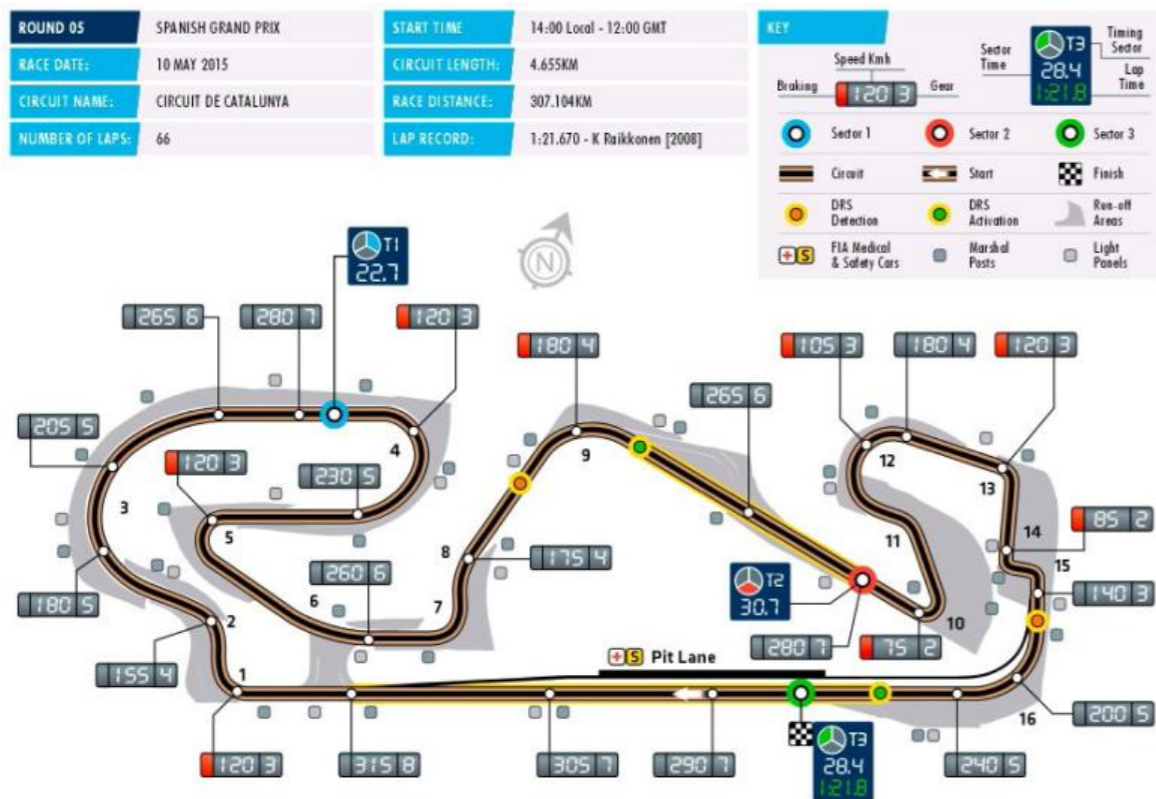 ROUND 05 SPANISH GRAND PRIX
RACE DATE: 10 MAY 2015
CIRCUIT NAME: CIRCUIT DE CATALUNYA
NUMBER OF LAPS: 66
START TIME 14:00 Local - 12:00 GMT
CIRCUIT LENGTH: 4.655KM
RACE DISTANCE: 307.104KM
LAP RECORD: 1:21.670 - K Raikkonen [2008]
KEY
Speed Kmh
Braking 120 3 Gear
Sector Time
T3
28.4
1:21.8
Timing Sector
Lap Time
Sector 1 Sector 2 Sector 3
Circuit Start Finish
DRS Detection DRS Activation Run-off Areas
+ S FIA Medical & Safety Cars Marshal Posts Light Panels
N
T1
22.7
265 6
280 7
120 3
180 4
105 3
180 4
120 3
265 6
205 5
120 3
230 5
4
9
12
13
3
5
85 2
11
14
8
175 4
15
260 6
T2
30.7
180 5
6
7
140 3
2
10
280 7
75 2
155 4
+ S Pit Lane
1
16
200 5
120 3
315 8
305 7
290 7
T3
28.4
1:21.8
240 5